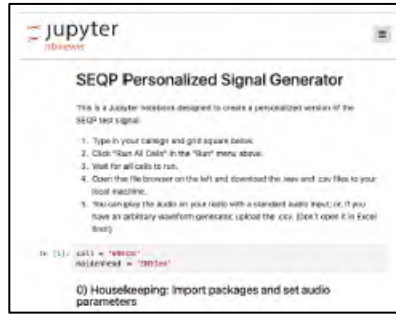 jupyter
nbviewer
SEQP Personalized Signal Generator
This is a Jupyter notebook designed to create a personalized version of the
SEQP test signal.
1. Type in your callsign and grid square below.
2. Click "Run All Cells" in the "Run" menu above.
3. Wait for all cells to run.
4. Open the file browser on the left and download the .wav and .csv files to your
local machine.
5. You can play the audio on your radio with a standard audio input; or, if you
have an arbitrary waveform generator, upload the .csv. (Don't open it in Excel
first!)
In [1]: call =
maidenhead =
0) Housekeeping: Import packages and set audio
parameters